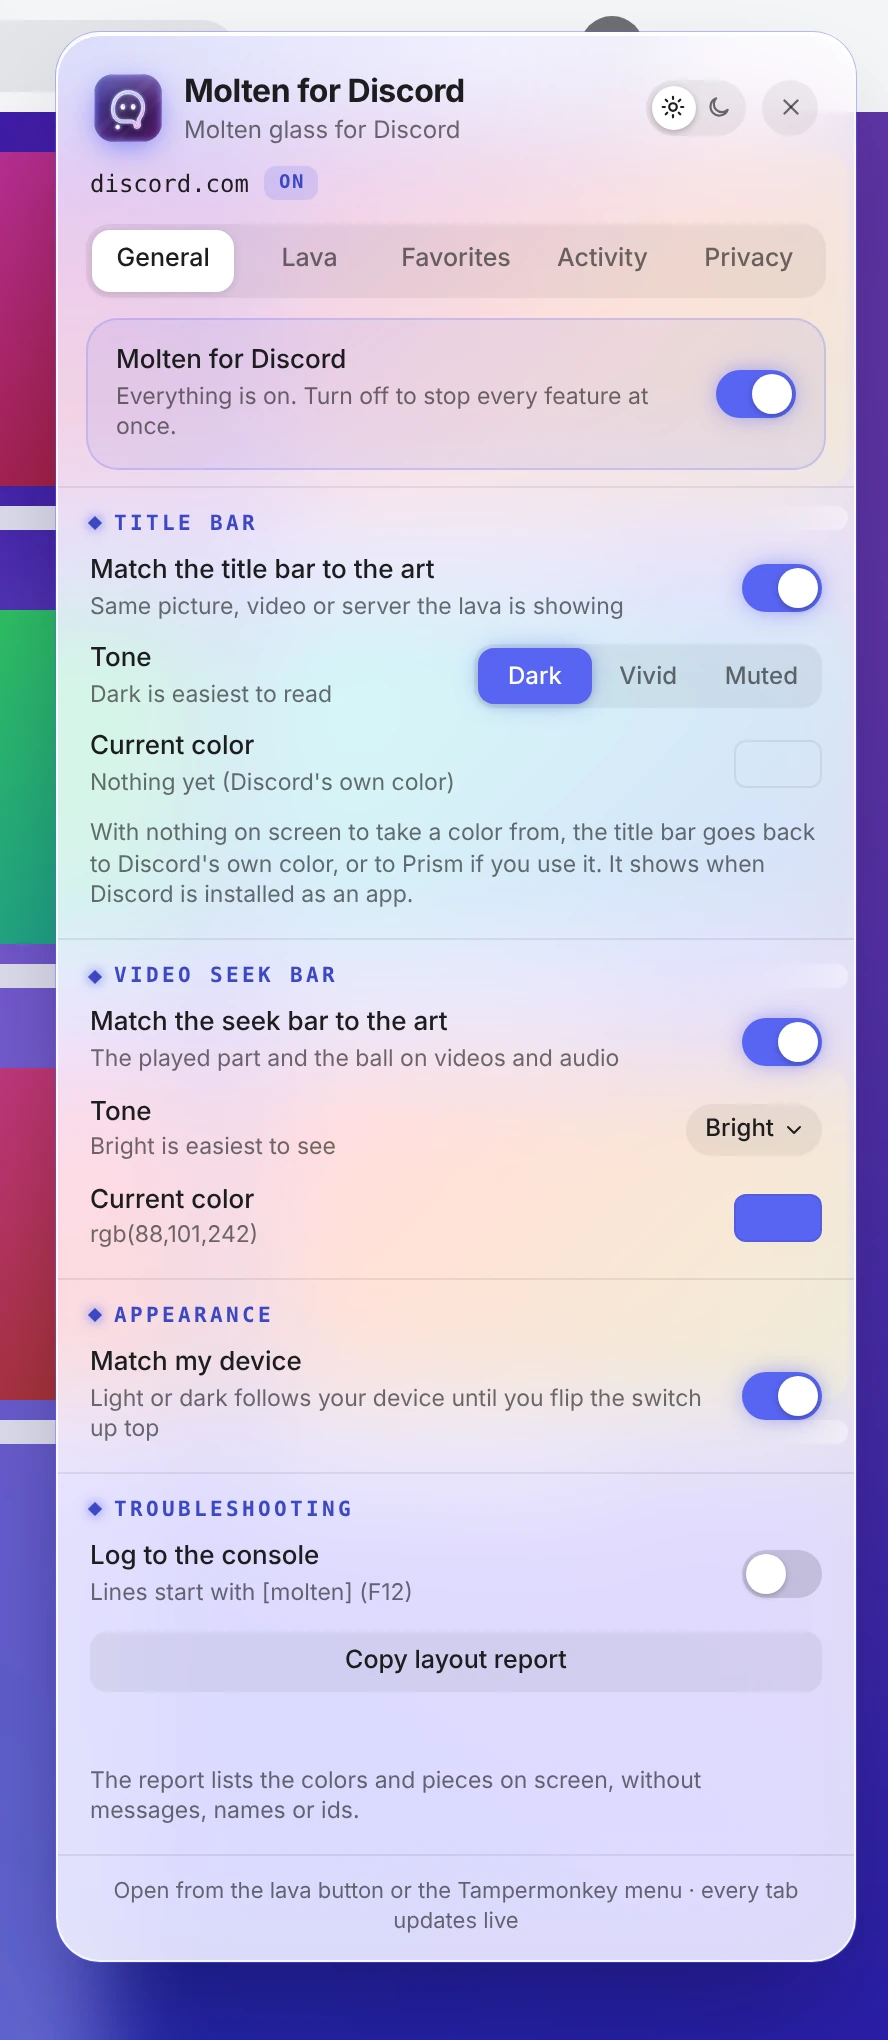 Molten for Discord
Molten glass for Discord
discord.com ON
General Lava Favorites Activity Privacy
Molten for Discord
Everything is on. Turn off to stop every feature at
once.
TITLE BAR
Match the title bar to the art
Same picture, video or server the lava is showing
Tone
Dark is easiest to read
Dark Vivid Muted
Current color
Nothing yet (Discord's own color)
With nothing on screen to take a color from, the title bar goes back
to Discord's own color, or to Prism if you use it. It shows when
Discord is installed as an app.
VIDEO SEEK BAR
Match the seek bar to the art
The played part and the ball on videos and audio
Tone
Bright is easiest to see
Bright
Current color
rgb(88,101,242)
APPEARANCE
Match my device
Light or dark follows your device until you flip the switch
up top
TROUBLESHOOTING
Log to the console
Lines start with [molten] (F12)
Copy layout report
The report lists the colors and pieces on screen, without
messages, names or ids.
Open from the lava button or the Tampermonkey menu · every tab
updates live